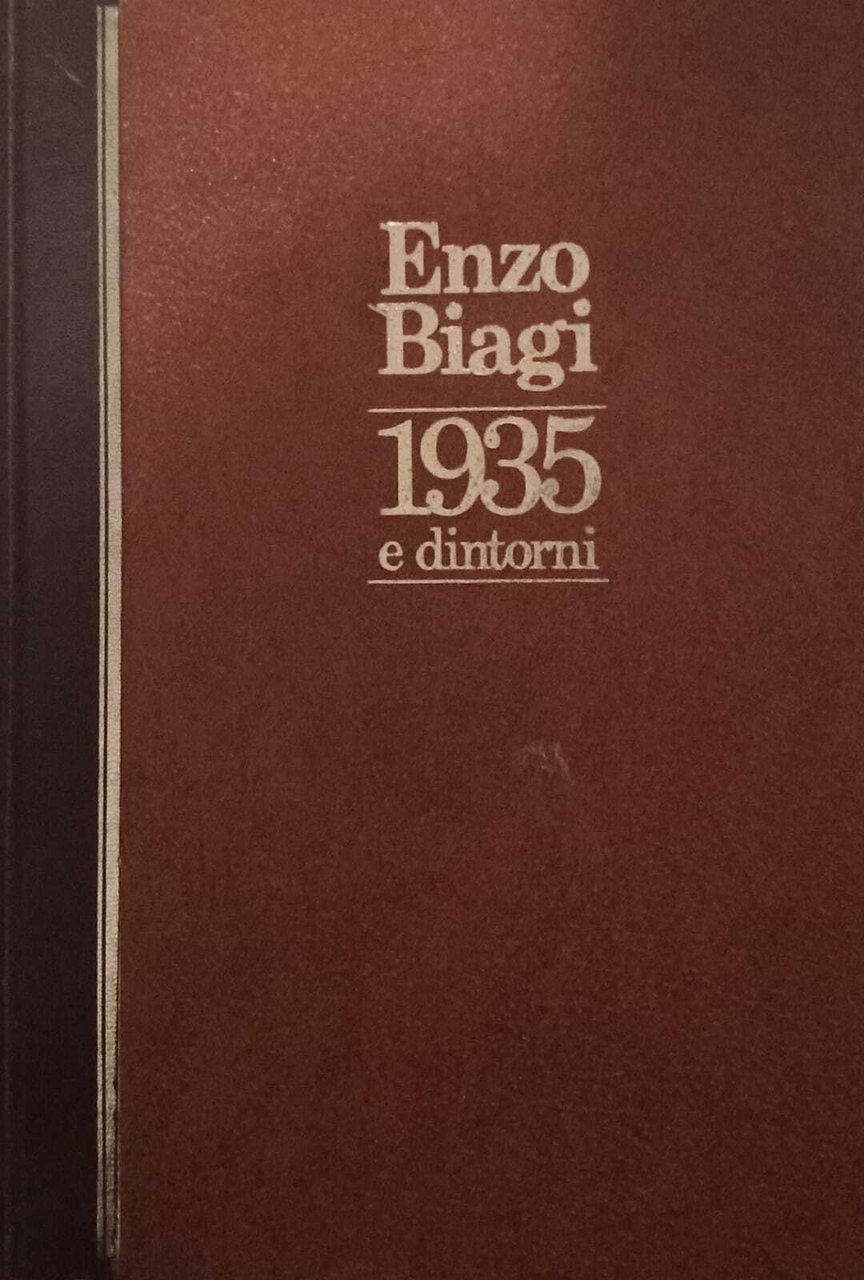 Enzo
Biagi
1935
e dintorni